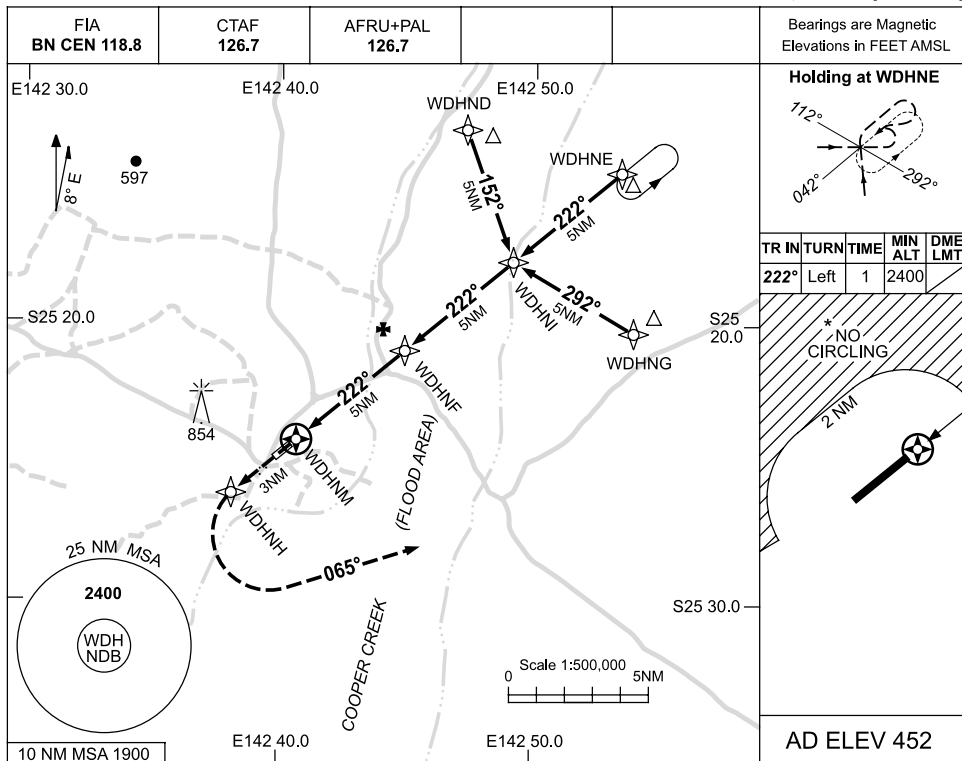 FIA
BN CEN 118.8
CTAF
126.7
AFRU+PAL
126.7
Bearings are Magnetic
Elevations in FEET AMSL
E142 30.0
E142 40.0
E142 50.0
WDHND
WDHNE
8° E
597
152°
5NM
222°
5NM
WDHNI
222°
5NM
292°
5NM
WDHNG
S25 20.0
S25
20.0
WDHNF
222°
5NM
854
WDHNM
3NM
WDHNH
(FLOOD AREA)
065°
COOPER CREEK
25 NM MSA
2400
WDH
NDB
10 NM MSA 1900
S25 30.0
Scale 1:500,000
0
5NM
E142 40.0
E142 50.0
Holding at WDHNE
112°
042°
292°
TR IN TURN TIME MIN ALT DME LMT
222° Left 1 2400
* NO
CIRCLING
2 NM
AD ELEV 452